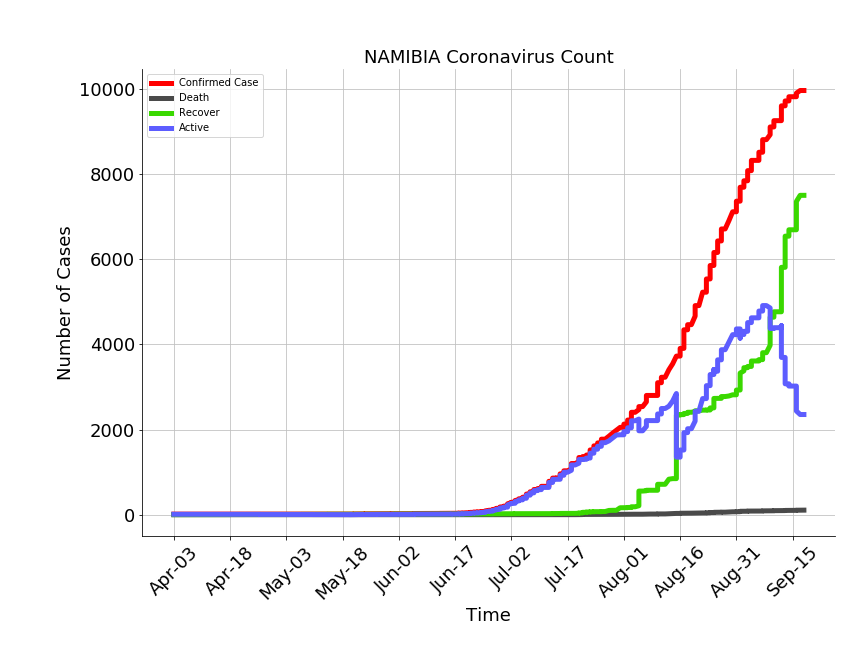 NAMIBIA Coronavirus Count
Confirmed Case
Death
Recover
Active
10000
8000
6000
4000
2000
0
Number of Cases
Apr-03
Apr-18
May-03
May-18
Jun-02
Jun-17
Jul-02
Jul-17
Aug-01
Aug-16
Aug-31
Sep-15
Time